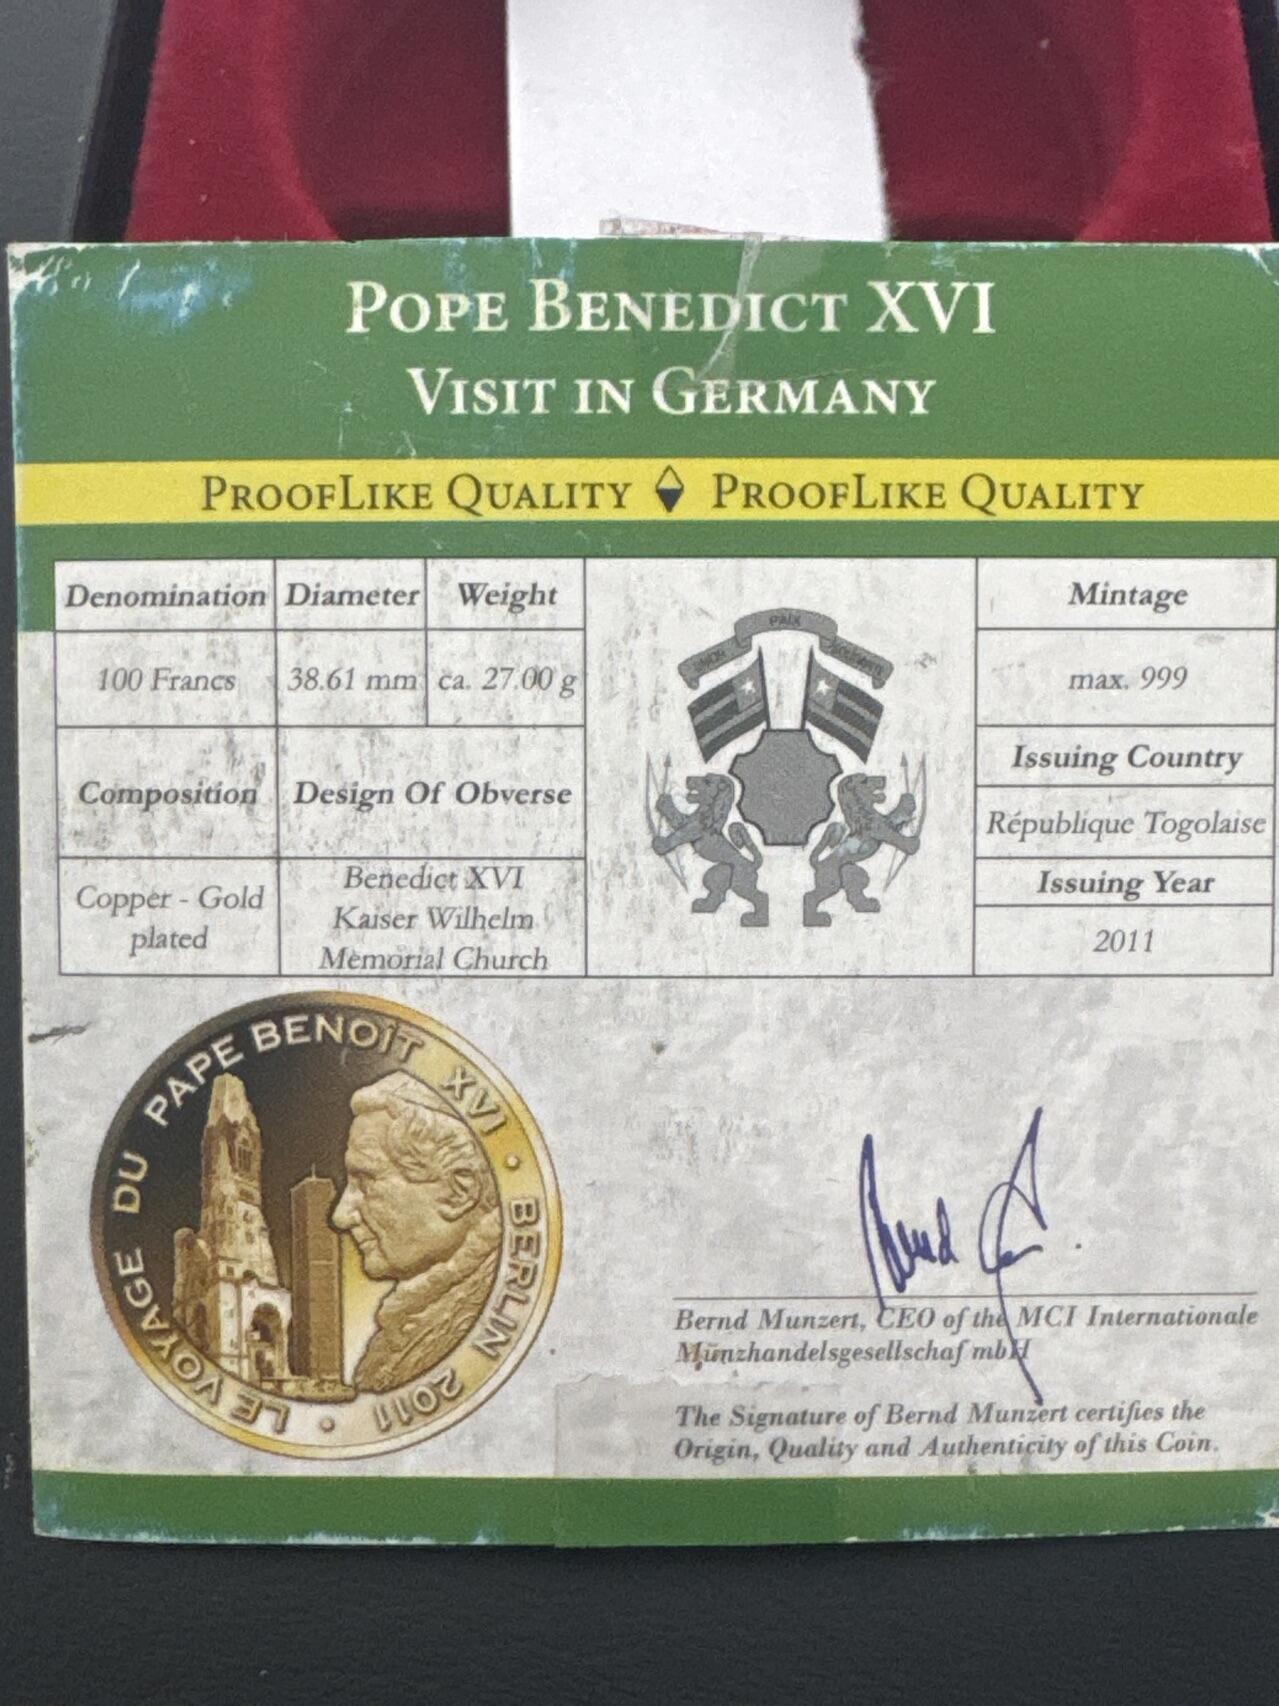 POPE BENEDICT XVI
VISIT IN GERMANY
PROOFLIKE QUALITY PROOFLIKE QUALITY
Denomination Diameter Weight
100 Francs 38.61 mm ca. 27.00 g
Composition Design Of Obverse
Copper - Gold
plated
Benedict XVI
Kaiser Wilhelm
Memorial Church
PAIX
Mintage
max. 999
Issuing Country
République Togolaise
Issuing Year
2011
LE VOYAGE DU PAPE BENOÎT XVI • BERLIN 2011 •
Bernd Munzert, CEO of the MCI Internationale
Münzhandelsgesellschaf mbH
The Signature of Bernd Munzert certifies the
Origin, Quality and Authenticity of this Coin.